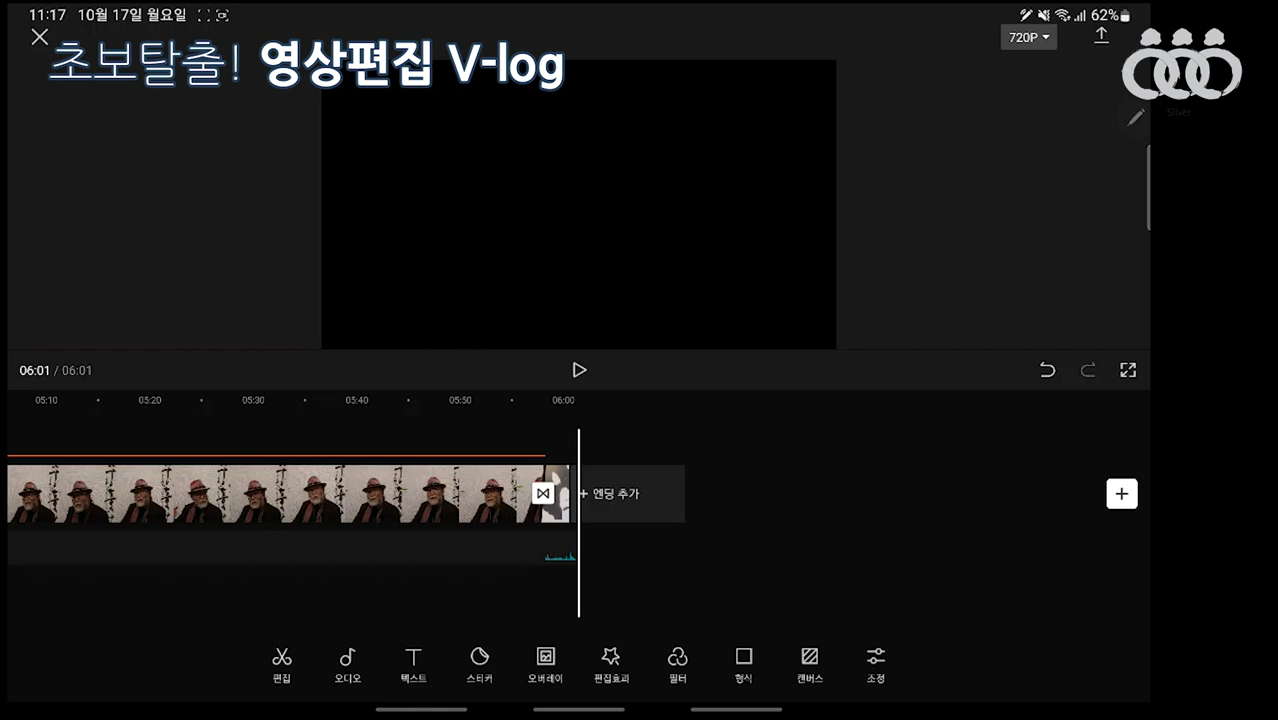 11:17 10월 17일 월요일
62%
초보탈출! 영상편집 V-log
720P
Silver
06:01 / 06:01
05:10 05:20 05:30 05:40 05:50 06:00
+ 엔딩 추가
편집 오디오 텍스트 스티커 오버레이 편집효과 필터 형식 캔버스 조정